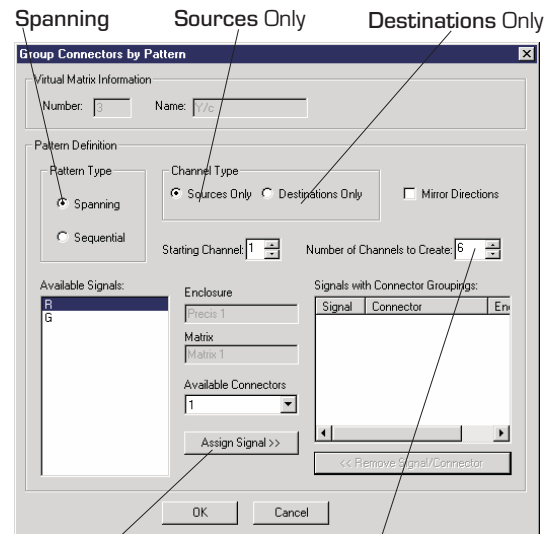 Spanning Sources Only Destinations Only
Group Connectors by Pattern
Virtual Matrix Information
Number: 3 Name: Y/c
Pattern Definition
Pattern Type Channel Type
Spanning Sources Only Destinations Only Mirror Directions
Sequential Starting Channel: 1 Number of Channels to Create: 6
Available Signals: Enclosure Signals with Connector Groupings:
R Precis 1 Signal Connector En
G Matrix
Matrix 1
Available Connectors
1
Assign Signal >>
<< Remove Signal/Connector
OK Cancel